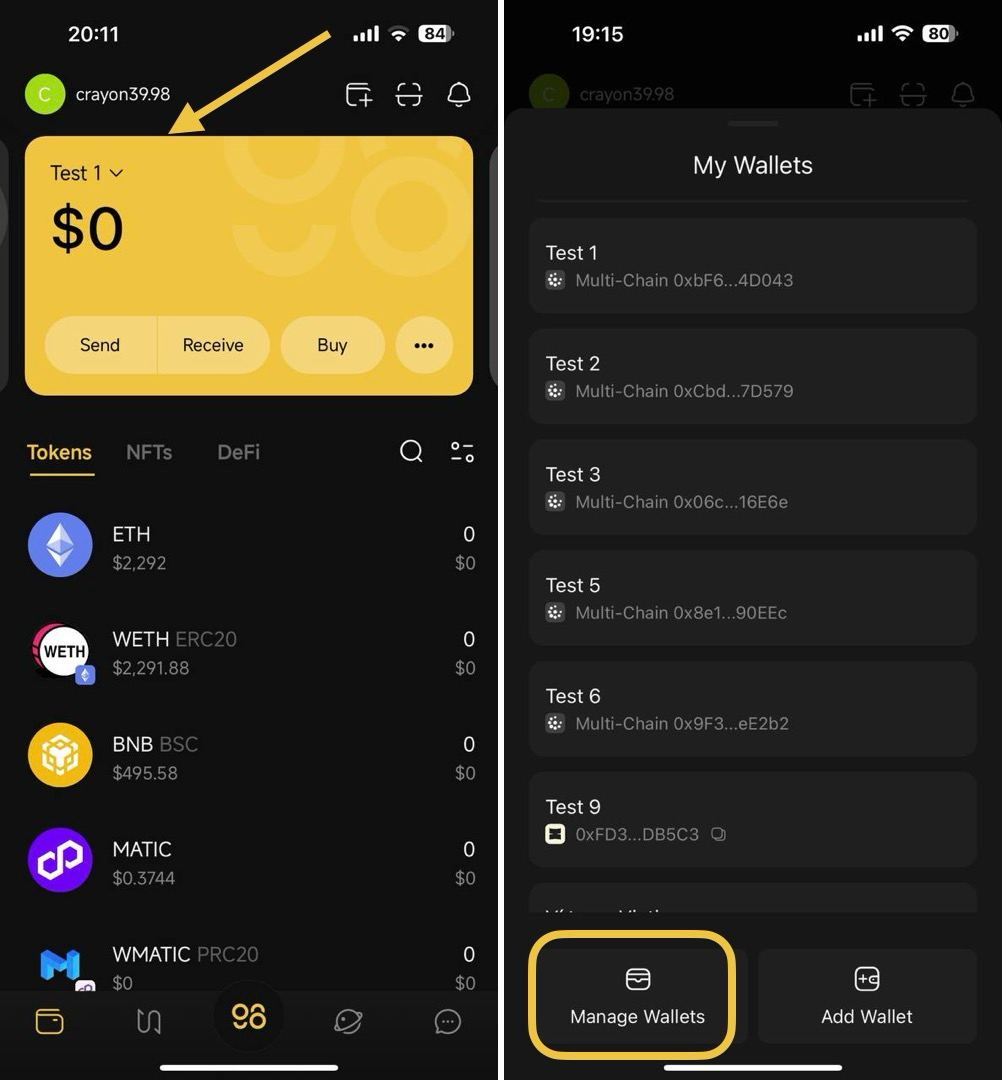 20:11
84
C
crayon39.98
Test 1
$0
Send
Receive
Buy
Tokens
NFTs
DeFi
ETH
0
$2,292
$0
WETH
WETH ERC20
0
$2,291.88
$0
BNB BSC
0
$495.58
$0
MATIC
0
$0.3744
$0
WMATIC PRC20
0
$0
$0
98
19:15
80
C
crayon39.98
My Wallets
Test 1
Multi-Chain 0xbF6...4D043
Test 2
Multi-Chain 0xCbd...7D579
Test 3
Multi-Chain 0x06c...16E6e
Test 5
Multi-Chain 0x8e1...90EEc
Test 6
Multi-Chain 0x9F3...eE2b2
Test 9
0xFD3...DB5C3
Manage Wallets
Add Wallet